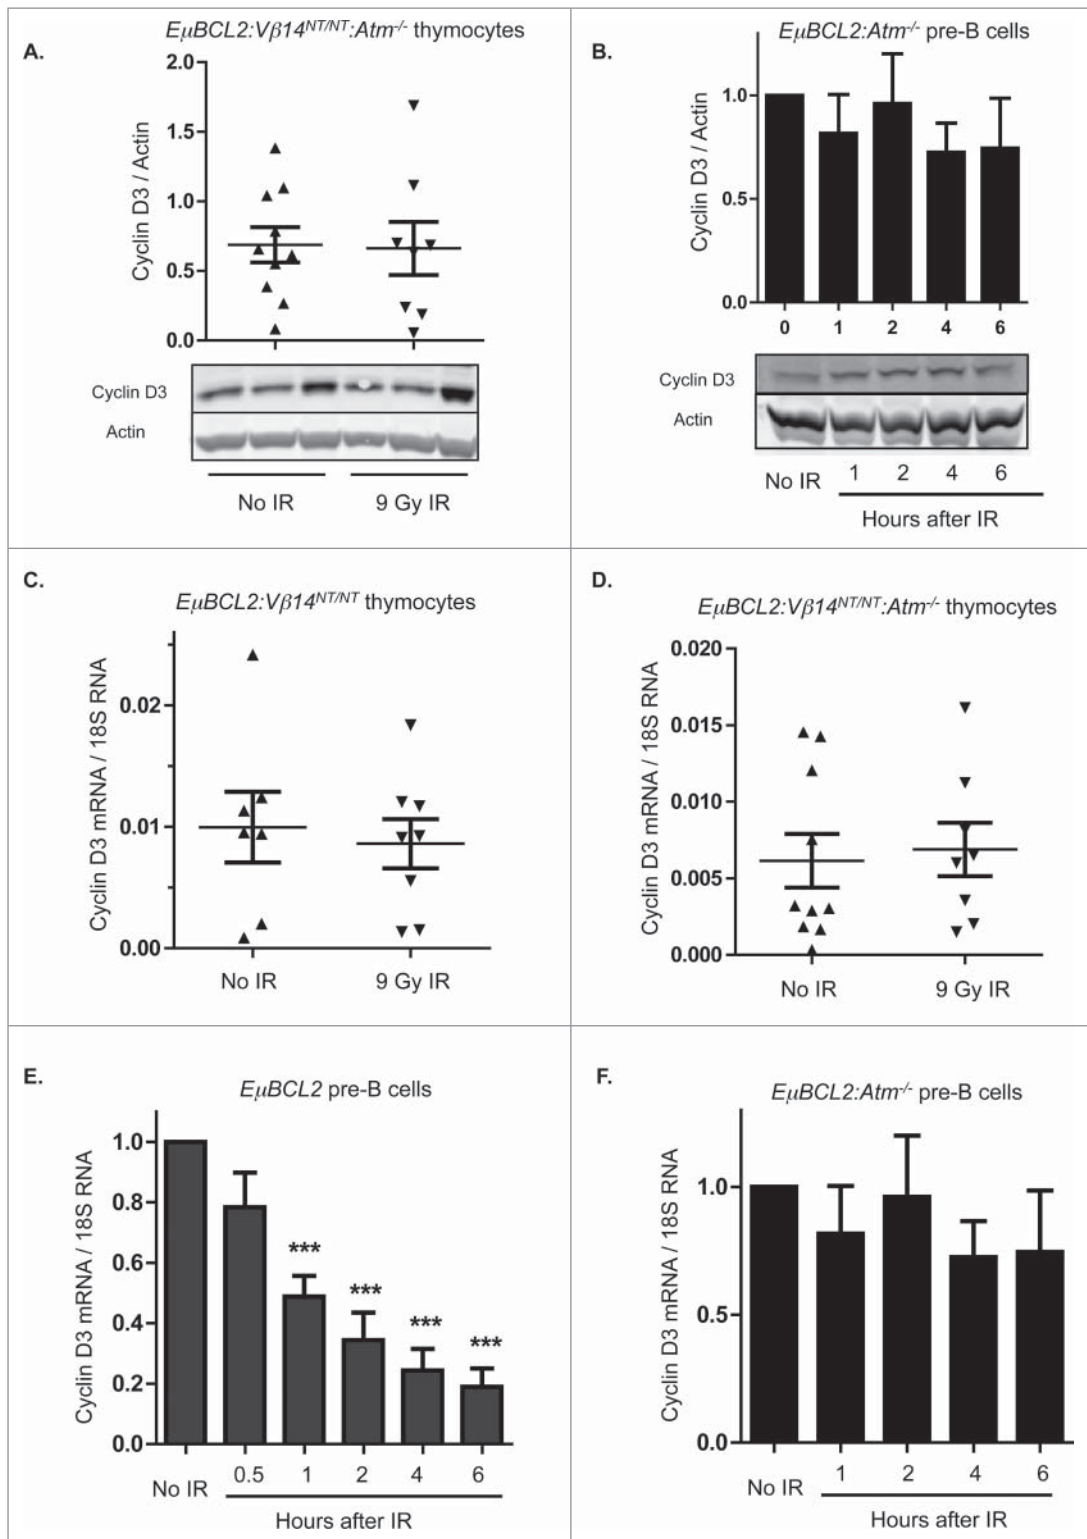 A.
EμBCL2:Vβ14NT/NT:Atm-/- thymocytes
Cyclin D3 / Actin
2.0
1.5
1.0
0.5
0.0
Cyclin D3
Actin
No IR
9 Gy IR
B.
EμBCL2:Atm-/- pre-B cells
Cyclin D3 / Actin
1.0
0.5
0.0
0 1 2 4 6
Cyclin D3
Actin
No IR 1 2 4 6
Hours after IR
C.
EμBCL2:Vβ14NT/NT thymocytes
Cyclin D3 mRNA / 18S RNA
0.02
0.01
0.00
No IR
9 Gy IR
D.
EμBCL2:Vβ14NT/NT:Atm-/- thymocytes
Cyclin D3 mRNA / 18S RNA
0.020
0.015
0.010
0.005
0.000
No IR
9 Gy IR
E.
EμBCL2 pre-B cells
Cyclin D3 mRNA / 18S RNA
1.0
0.8
0.6
0.4
0.2
0.0
***
***
***
***
No IR 0.5 1 2 4 6
Hours after IR
F.
EμBCL2:Atm-/- pre-B cells
Cyclin D3 mRNA / 18S RNA
1.0
0.5
0.0
No IR 1 2 4 6
Hours after IR